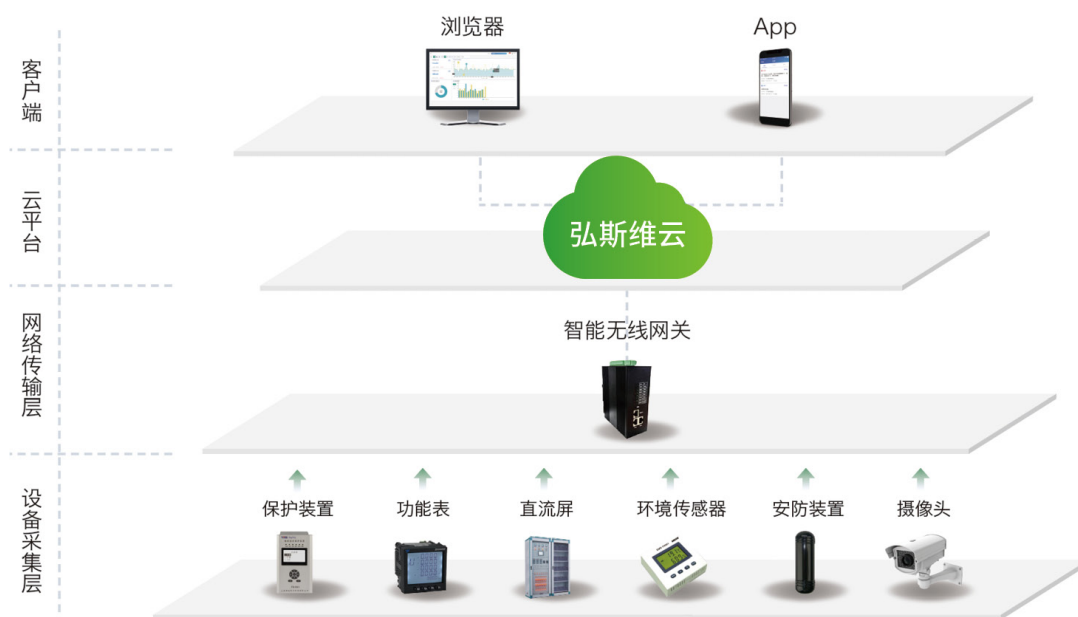 浏览器
App
客户端
云平台
弘斯维云
网络传输层
智能无线网关
设备采集层
保护装置
功能表
直流屏
环境传感器
安防装置
摄像头